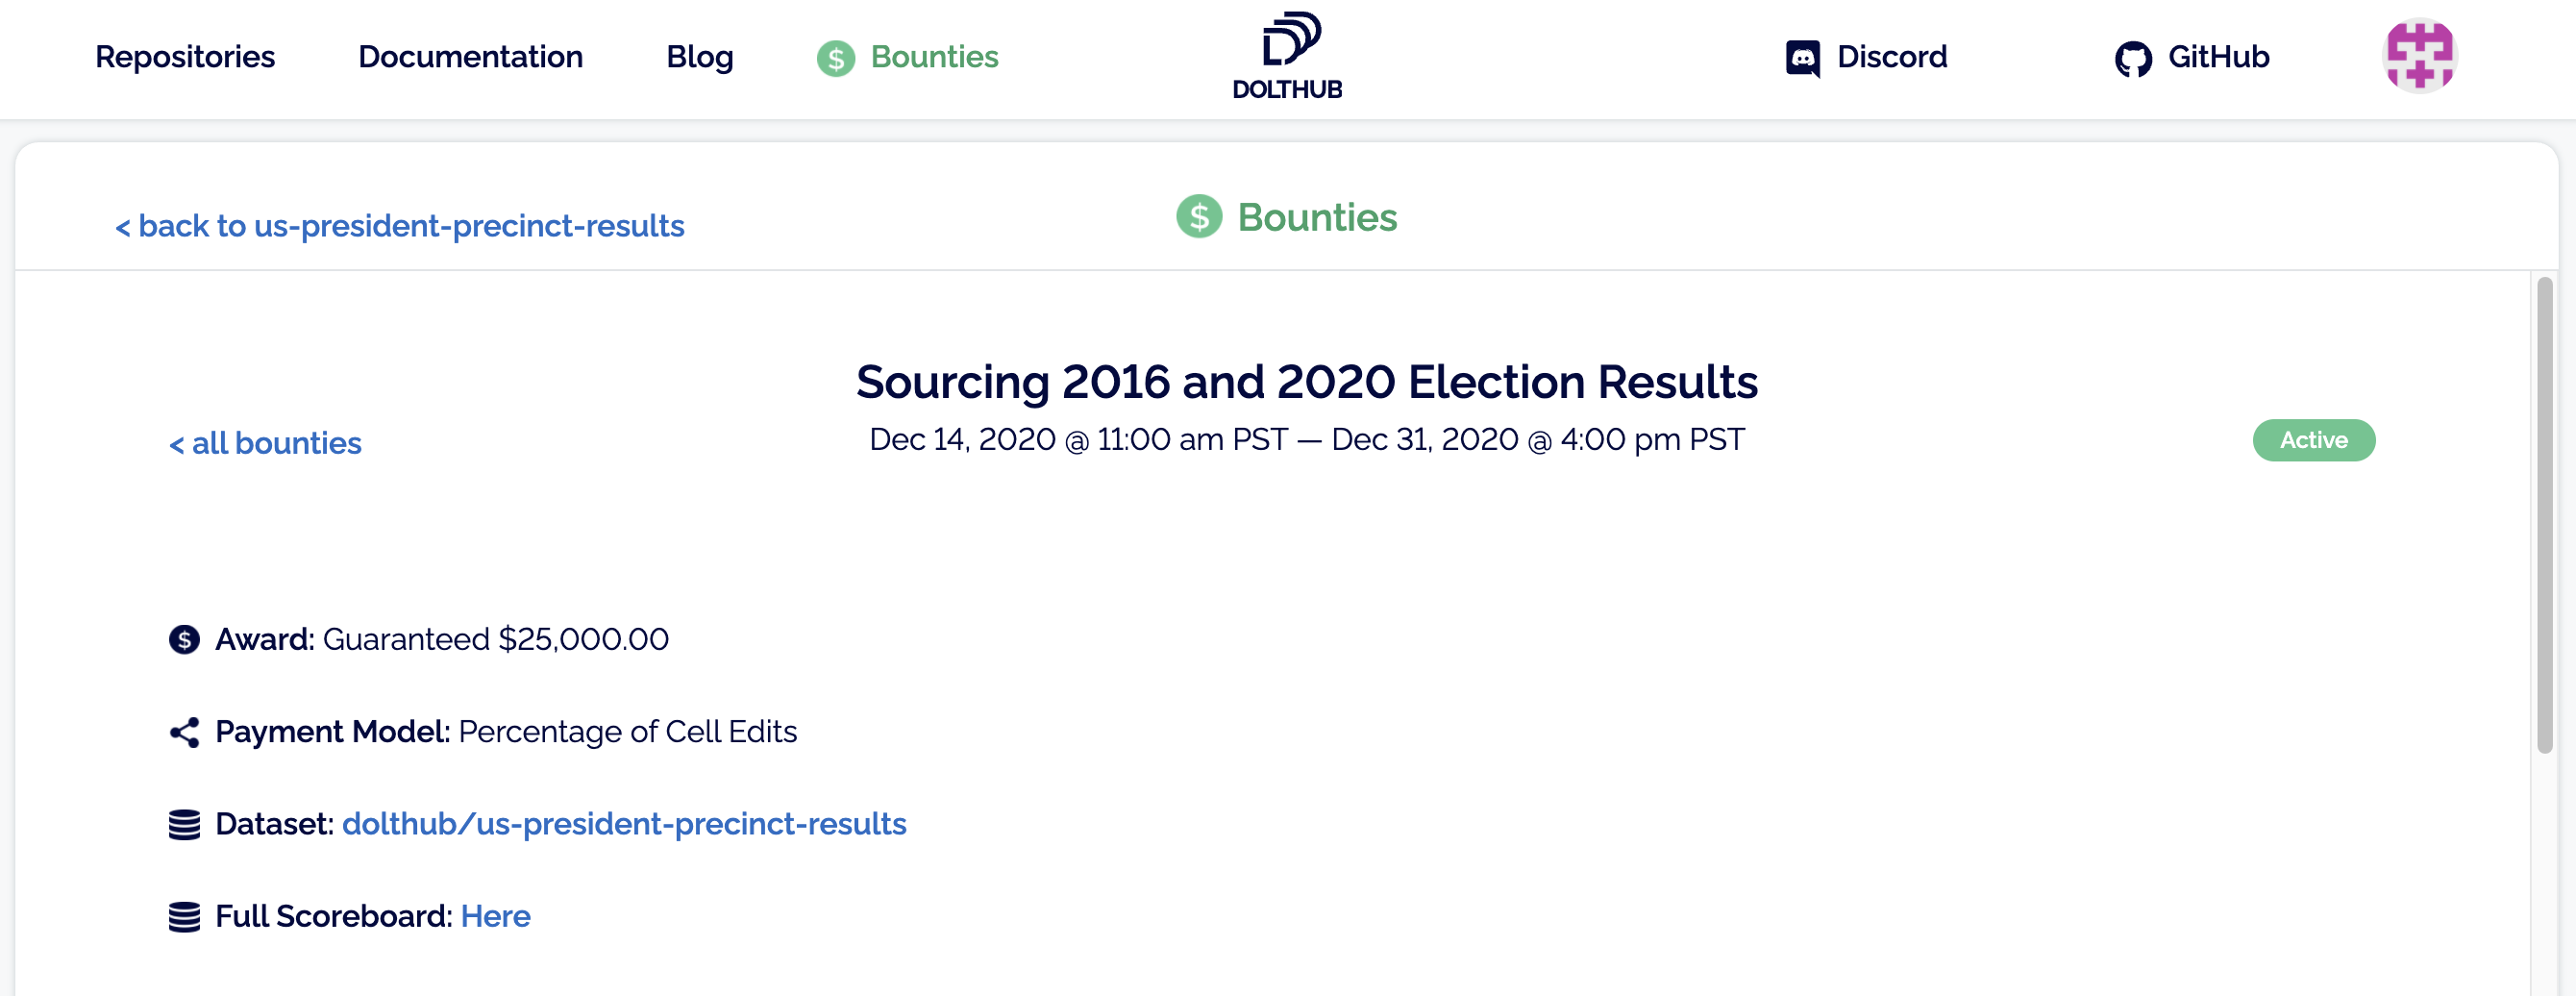 Repositories Documentation Blog $ Bounties DOLTHUB Discord GitHub
< back to us-president-precinct-results $ Bounties
Sourcing 2016 and 2020 Election Results
< all bounties Dec 14, 2020 @ 11:00 am PST — Dec 31, 2020 @ 4:00 pm PST Active
$ Award: Guaranteed $25,000.00
Payment Model: Percentage of Cell Edits
Dataset: dolthub/us-president-precinct-results
Full Scoreboard: Here